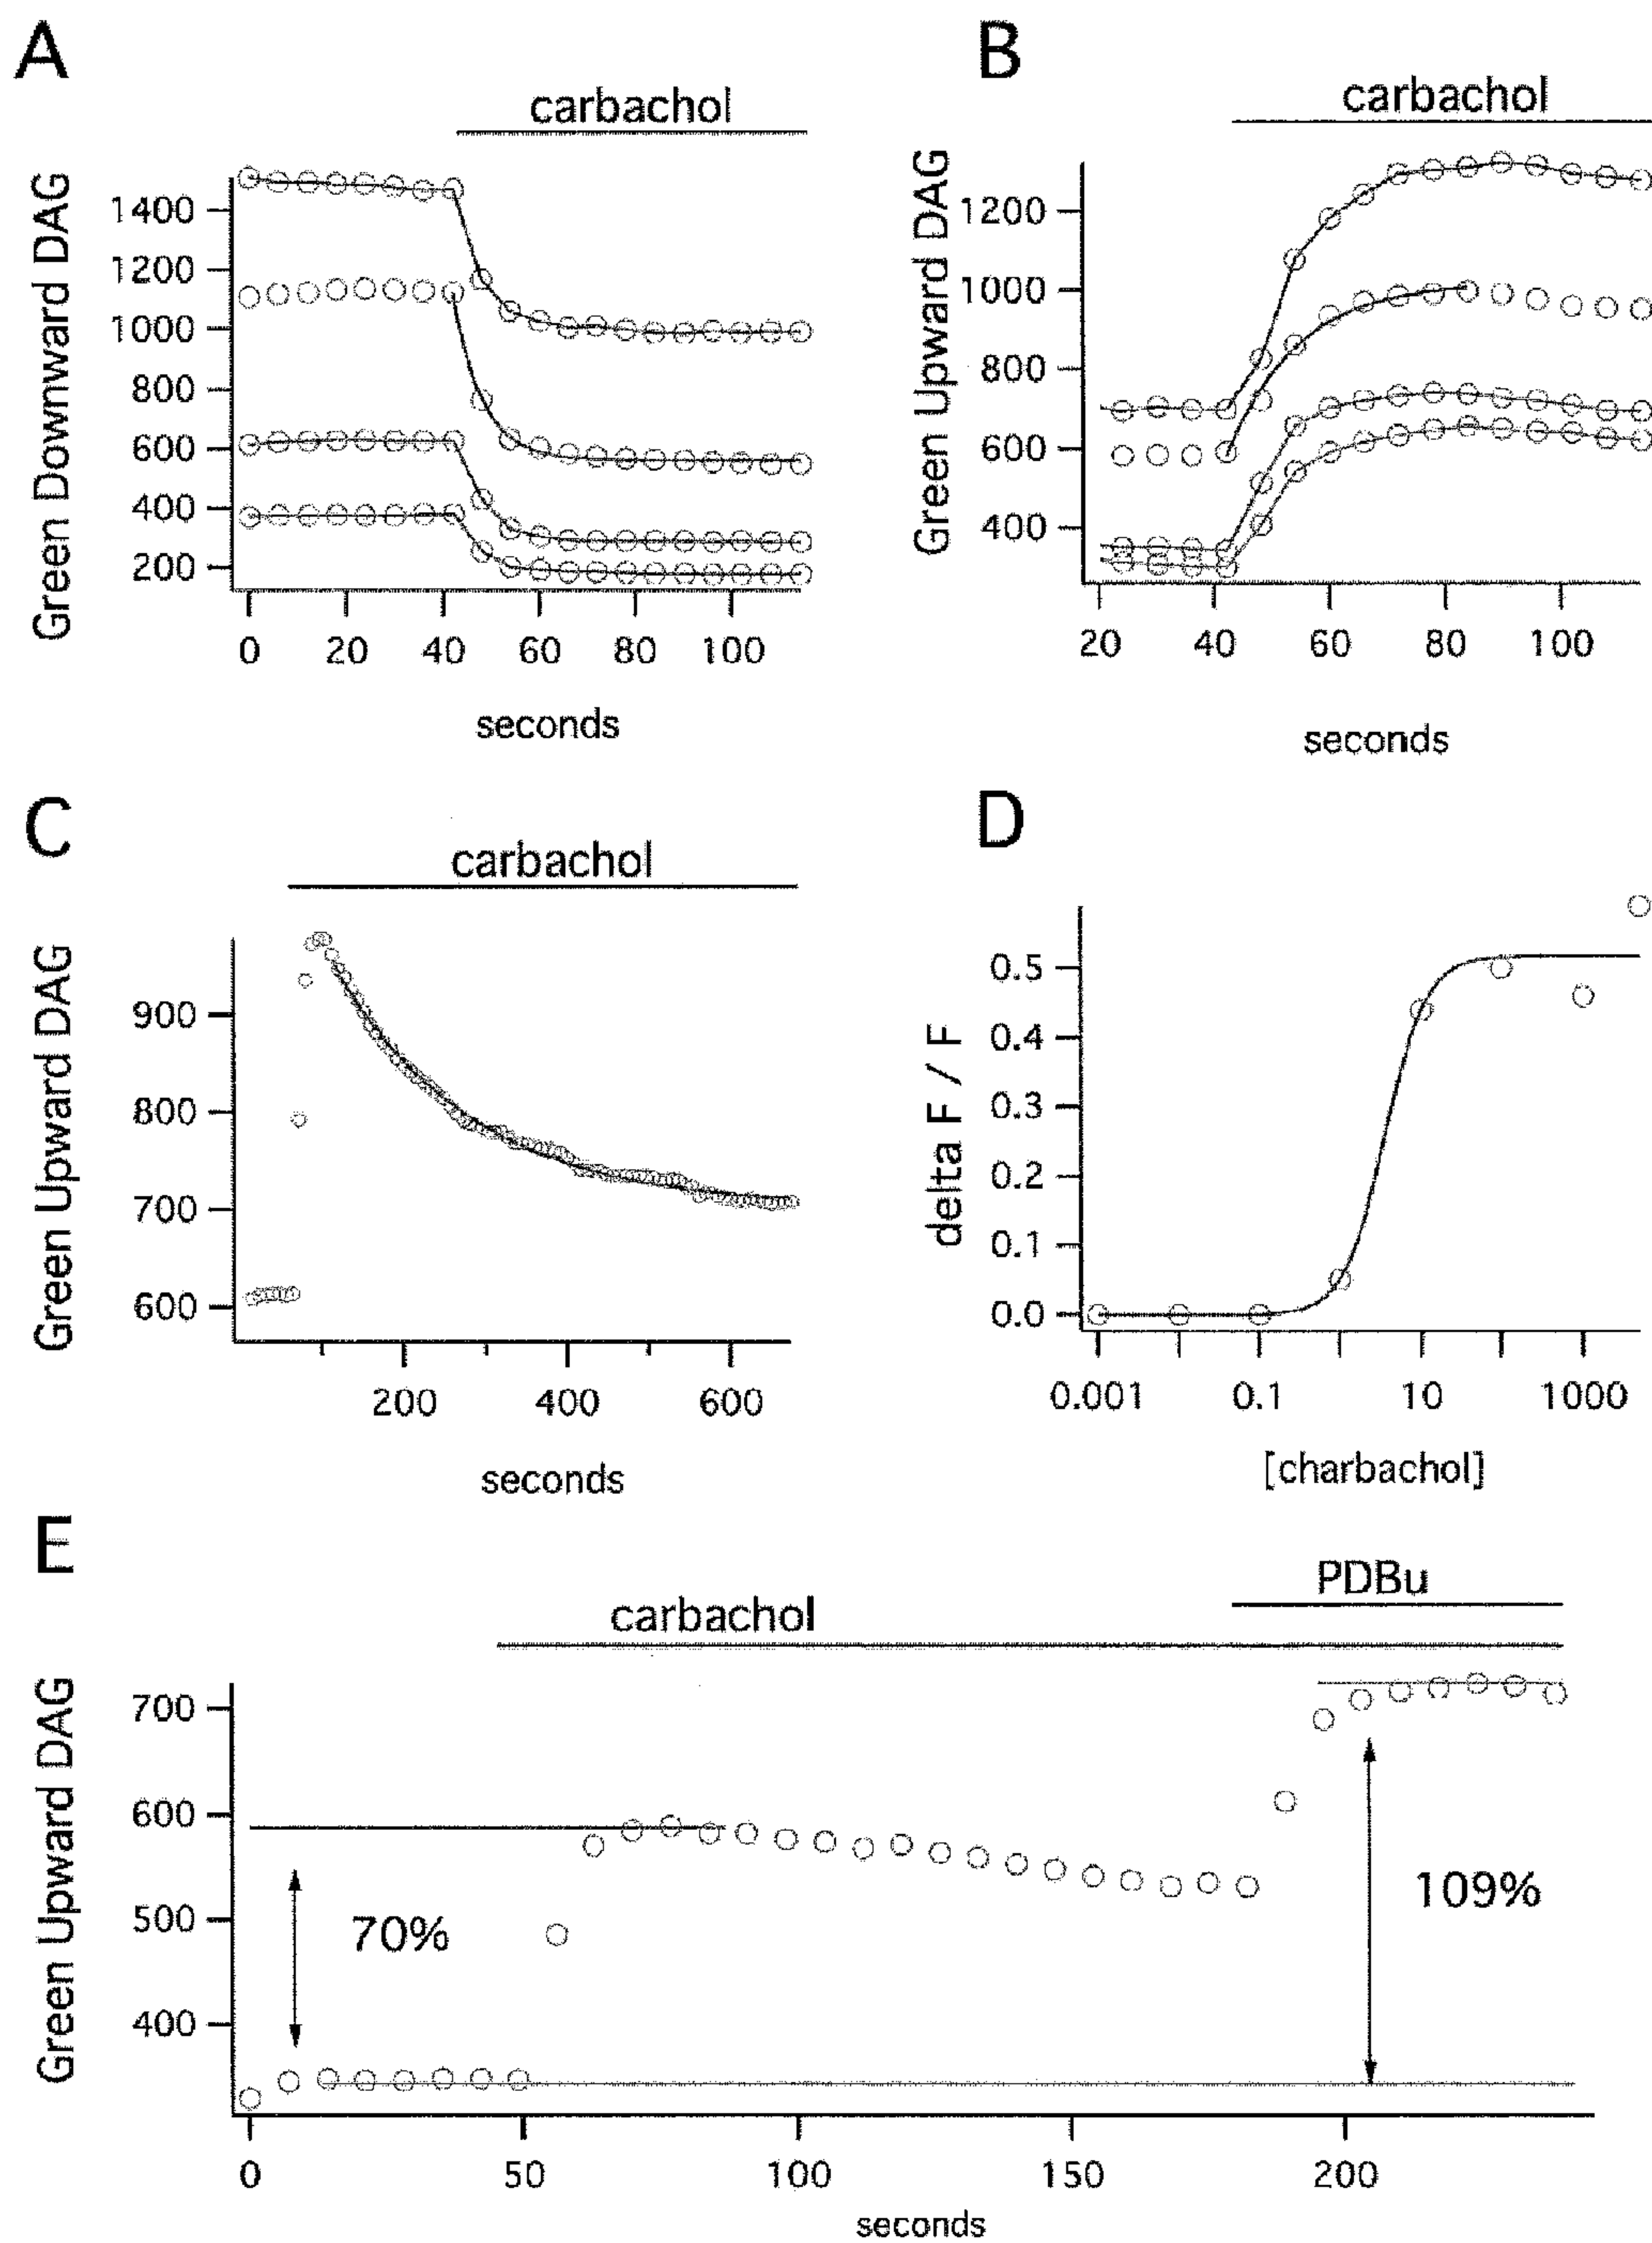 A
carbachol
Green Downward DAG
1400
1200
1000
800
600
400
200
0 20 40 60 80 100
seconds
B
carbachol
Green Upward DAG
1200
1000
800
600
400
20 40 60 80 100
seconds
C
carbachol
Green Upward DAG
900
800
700
600
200 400 600
seconds
D
delta F / F
0.5
0.4
0.3
0.2
0.1
0.0
0.001 0.1 10 1000
[charbachol]
E
PDBu
carbachol
Green Upward DAG
700
600
500
400
70%
109%
0 50 100 150 200
seconds